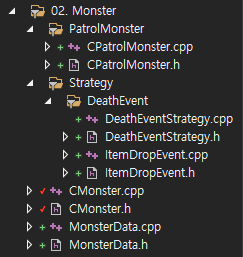 02. Monster
PatrolMonster
CPatrolMonster.cpp
CPatrolMonster.h
Strategy
DeathEvent
DeathEventStrategy.cpp
DeathEventStrategy.h
ItemDropEvent.cpp
ItemDropEvent.h
CMonster.cpp
CMonster.h
MonsterData.cpp
MonsterData.h